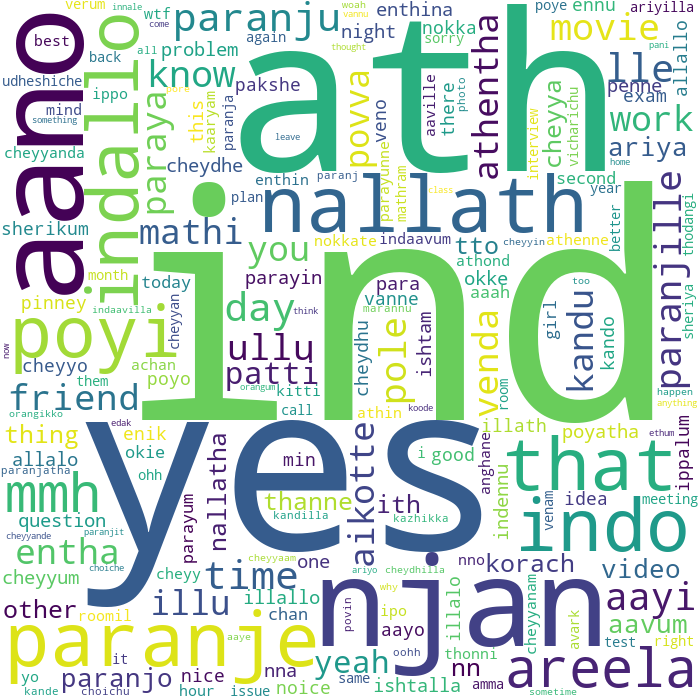 innale
verum
wtf
woah
come
vannu
poye
ennu
ariyilla
best
all
back
aano
udheshiche
mind
something
ippo
cheyyanda
sherikum
indallo
paranju
problem
again
know
paraya
this
pore
kaaryam
paranja
night
enthina
thought
nokka
sorry
pakshe
ath
photo
movie
pani
allallo
lle
penne
exam
athentha
there
aaville
veno
povva
parayunne
mathram
cheyya
interview
vicharichu
work
home
ariya
second
year
leave
cheydhe
enthin
plan
nallath
mathi
you
nokkate
indaavum
tto
cheyyin
athenne
better
paranjille
thodangi
sheriya
pinney
month
indaavilla
today
cheyyan
parayin
para
athond
okke
aaah
vanne
day
think
marannu
too
happen
anything
now
poyi
cheyyo
achan
them
poyo
ullu
patti
orangum
kitti
call
cheydhu
pole
ishtam
athin
ind
venda
room
girl
kandu
kando
orangikko
friend
edak
thing
enik
okie
ohh
allalo
paranjatha
mmh
question
entha
cheyyande
cheyyum
other
yo
kande
yes
koode
illath
poyatha
i
good
anghane
indennu
that
ethum
ippalum
indo
idea
meeting
venam
video
nallatha
parayum
paranjit
choiche
cheyy
min
thanne
kandilla
ith
aikotte
kazhikka
time
illu
one
cheyyaam
ariyo
cheydhilla
why
njan
nno
korach
cheyyanam
aayi
avark
aavum
test
right
roomil
illallo
chan
ipo
aayo
povin
illalo
thonni
nn
areela
paranje
it
paranjo
choichu
nice
hour
nna
issue
noice
yeah
same
aaye
ishtalla
oohh
amma
sometime
class
paranj